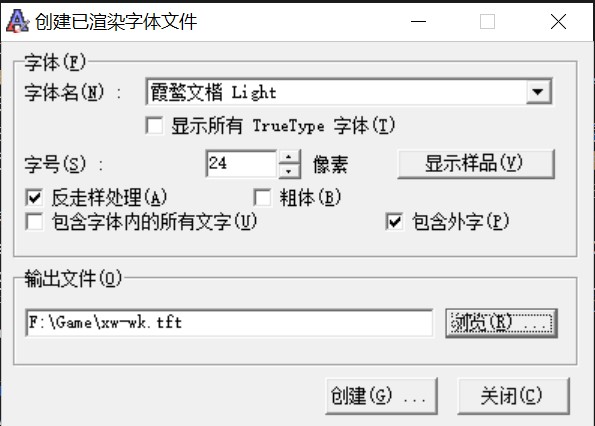 创建已渲染字体文件
字体(F)
字体名(N) : 霞鹜文楷 Light
显示所有 TrueType 字体(T)
字号(S) : 24 像素 显示样品(V)
反走样处理(A) 粗体(B)
包含字体内的所有文字(U) 包含外字(P)
输出文件(O)
F:\Game\xw-wk.tft 浏览(R) ...
创建(G) ... 关闭(C)